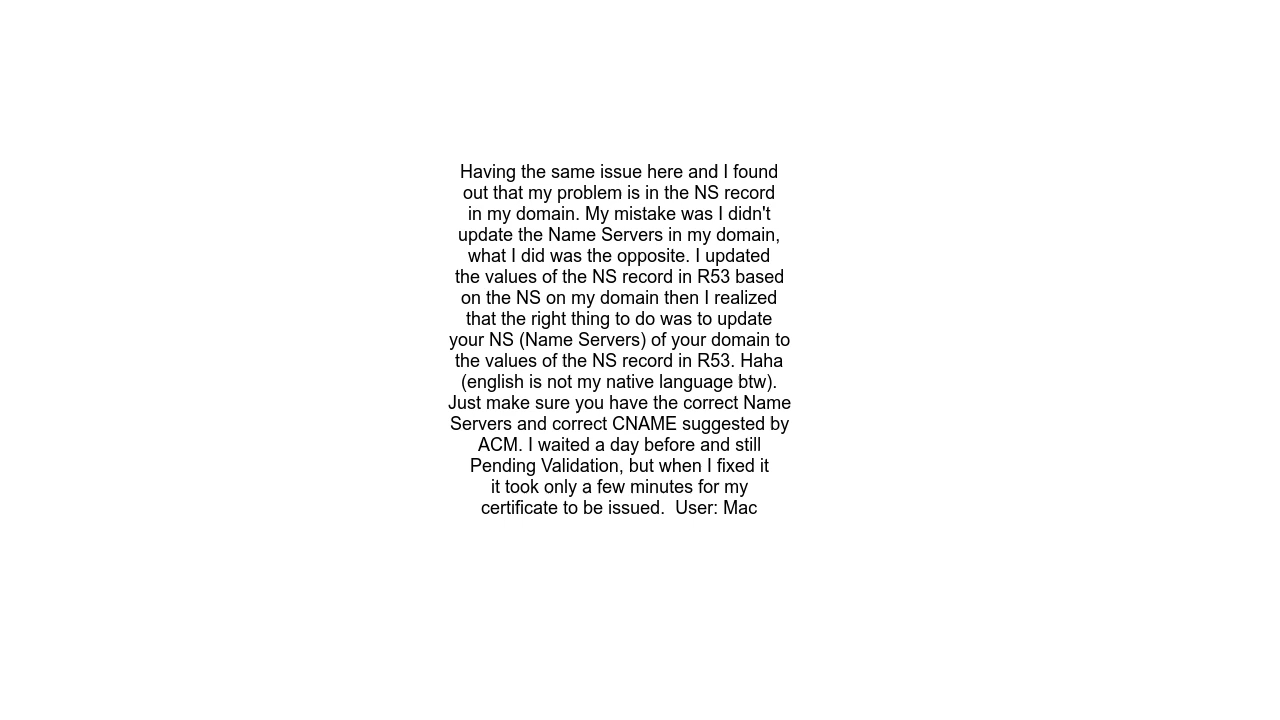 Having the same issue here and I found
out that my problem is in the NS record
in my domain. My mistake was I didn't
update the Name Servers in my domain,
what I did was the opposite. I updated
the values of the NS record in R53 based
on the NS on my domain then I realized
that the right thing to do was to update
your NS (Name Servers) of your domain to
the values of the NS record in R53. Haha
(english is not my native language btw).
Just make sure you have the correct Name
Servers and correct CNAME suggested by
ACM. I waited a day before and still
Pending Validation, but when I fixed it
it took only a few minutes for my
certificate to be issued.  User: Mac